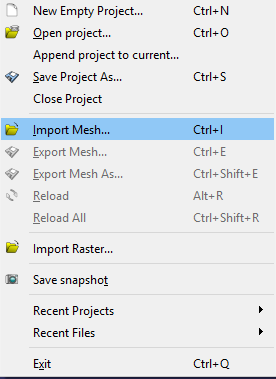 New Empty Project... Ctrl+N
Open project... Ctrl+O
Append project to current...
Save Project As... Ctrl+S
Close Project
Import Mesh... Ctrl+I
Export Mesh... Ctrl+E
Export Mesh As... Ctrl+Shift+E
Reload Alt+R
Reload All Ctrl+Shift+R
Import Raster...
Save snapshot
Recent Projects
Recent Files
Exit Ctrl+Q